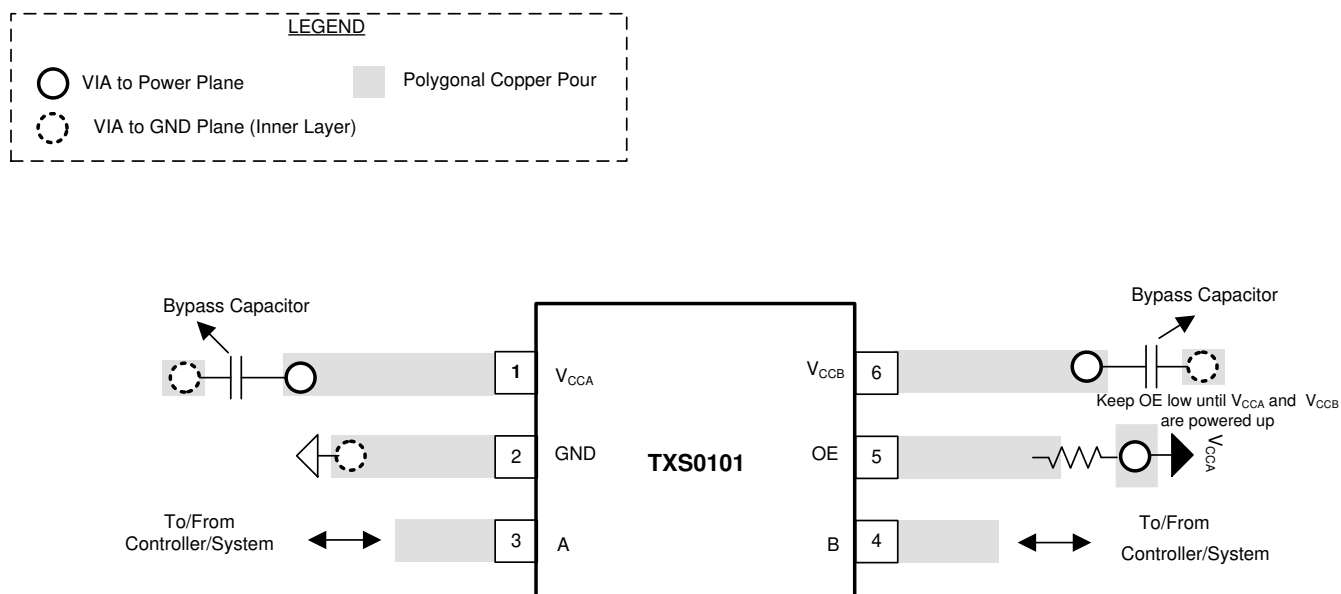 LEGEND
VIA to Power Plane
Polygonal Copper Pour
VIA to GND Plane (Inner Layer)
Bypass Capacitor
Bypass Capacitor
1
VCCA
VCCB
6
Keep OE low until VCCA and VCCB
are powered up
2
GND
TXS0101
OE
5
VCCA
To/From
Controller/System
3
A
B
4
To/From
Controller/System